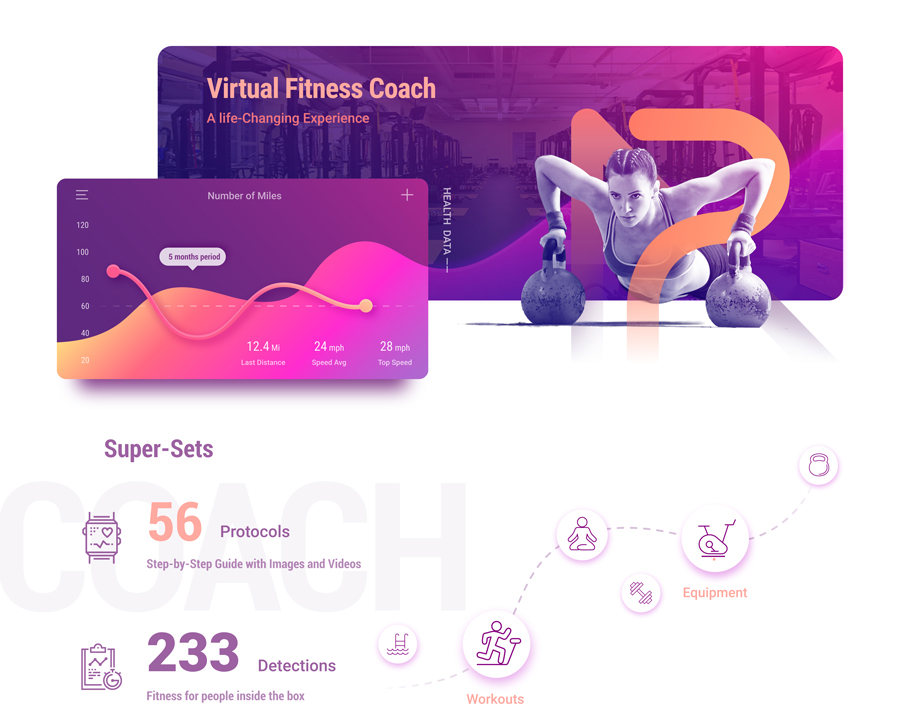 Virtual Fitness Coach
A life-Changing Experience
Number of Miles
120
100
80
60
40
20
5 months period
12.4 Mi
Last Distance
24 mph
Speed Avg
28 mph
Top Speed
HEALTH DATA
Super-Sets
COACH
56 Protocols
Step-by-Step Guide with Images and Videos
233 Detections
Fitness for people inside the box
Equipment
Workouts